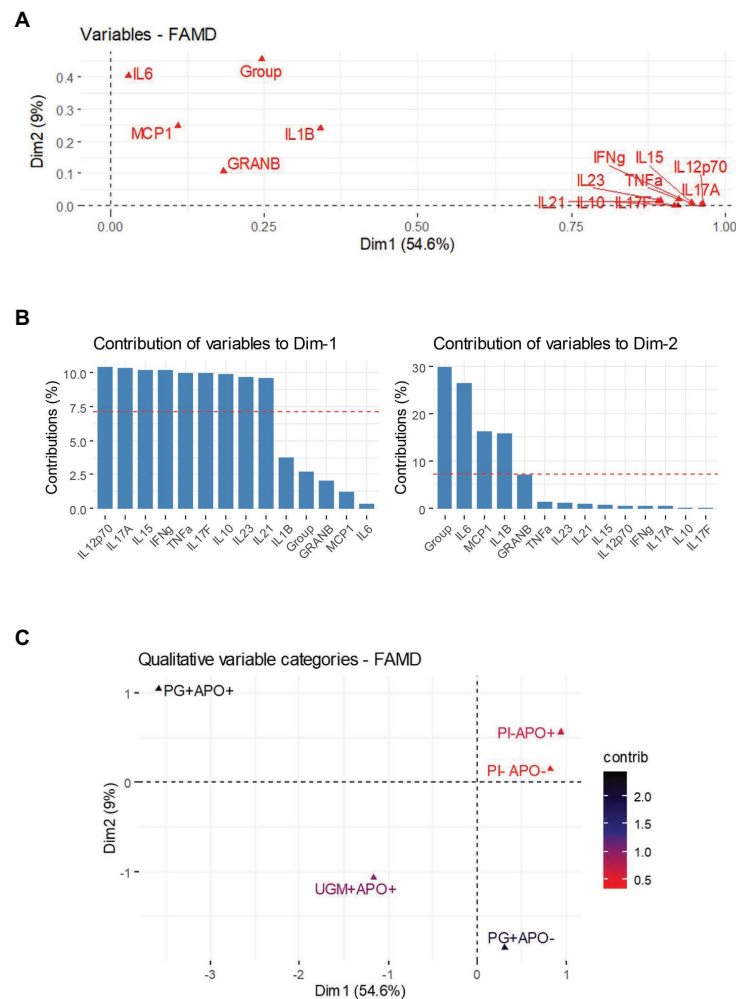 A
Variables - FAMD
Dim2 (9%)
0.4
0.3
0.2
0.1
0.0
IL6
Group
MCP1
IL1B
GRANB
IFNg
IL15
IL12p70
IL23
TNFa
IL17A
IL21
IL10
IL17F
0.00
0.25
0.50
0.75
1.00
Dim1 (54.6%)
B
Contribution of variables to Dim-1
Contributions (%)
10.0
7.5
5.0
2.5
0.0
IL12p70
IL17A
IL15
IFNg
TNFa
IL17F
IL10
IL23
IL21
IL1B
Group
GRANB
MCP1
IL6
Contribution of variables to Dim-2
Contributions (%)
30
20
10
0
Group
IL6
MCP1
IL1B
GRANB
TNFa
IL23
IL21
IL15
IL12p70
IFNg
IL17A
IL10
IL17F
C
Qualitative variable categories - FAMD
Dim2 (9%)
1
0
-1
PG+APO+
PI-APO+
PI- APO-
UGM+APO+
PG+APO-
-3
-2
-1
0
1
Dim1 (54.6%)
contrib
2.0
1.5
1.0
0.5